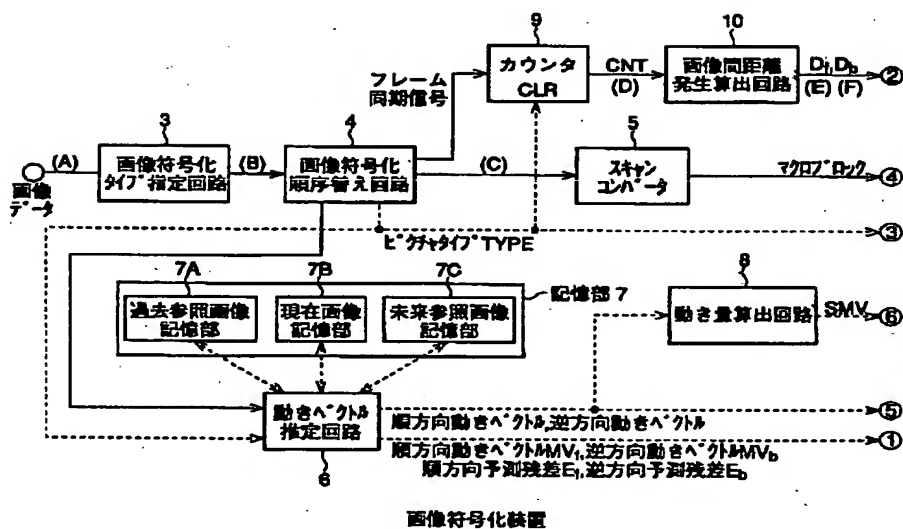 9
カウンタ
CLR
CNT
(D)
10
画像間距離
発生算出回路
Df,Db
(E) (F)
②
フレーム
同期信号
(A)
画像
データ
3
画像符号化
タイプ指定回路
(B)
4
画像符号化
順序替え回路
(C)
5
スキャン
コンバータ
マクロブロック
④
ピクチャタイプTYPE
③
7A
過去参照画像
記憶部
7B
現在画像
記憶部
7C
未来参照画像
記憶部
記憶部 7
8
動き量算出回路
SMV
⑥
動きベクトル
推定回路
6
順方向動きベクトル,逆方向動きベクトル
⑤
順方向動きベクトルMVf,逆方向動きベクトルMVb
順方向予測残差Ef,逆方向予測残差Eb
①
画像符号化装置